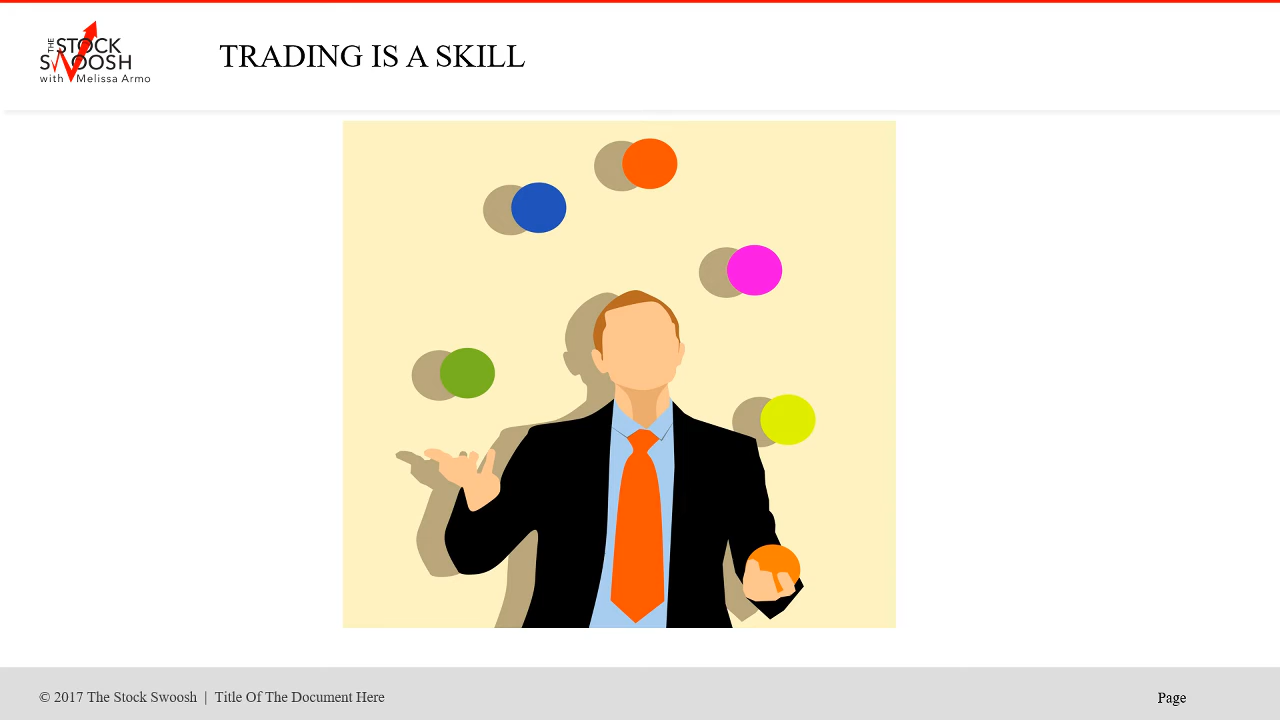 THE STOCK
SWOOSH
with Melissa Armo
TRADING IS A SKILL
© 2017 The Stock Swoosh | Title Of The Document Here
Page